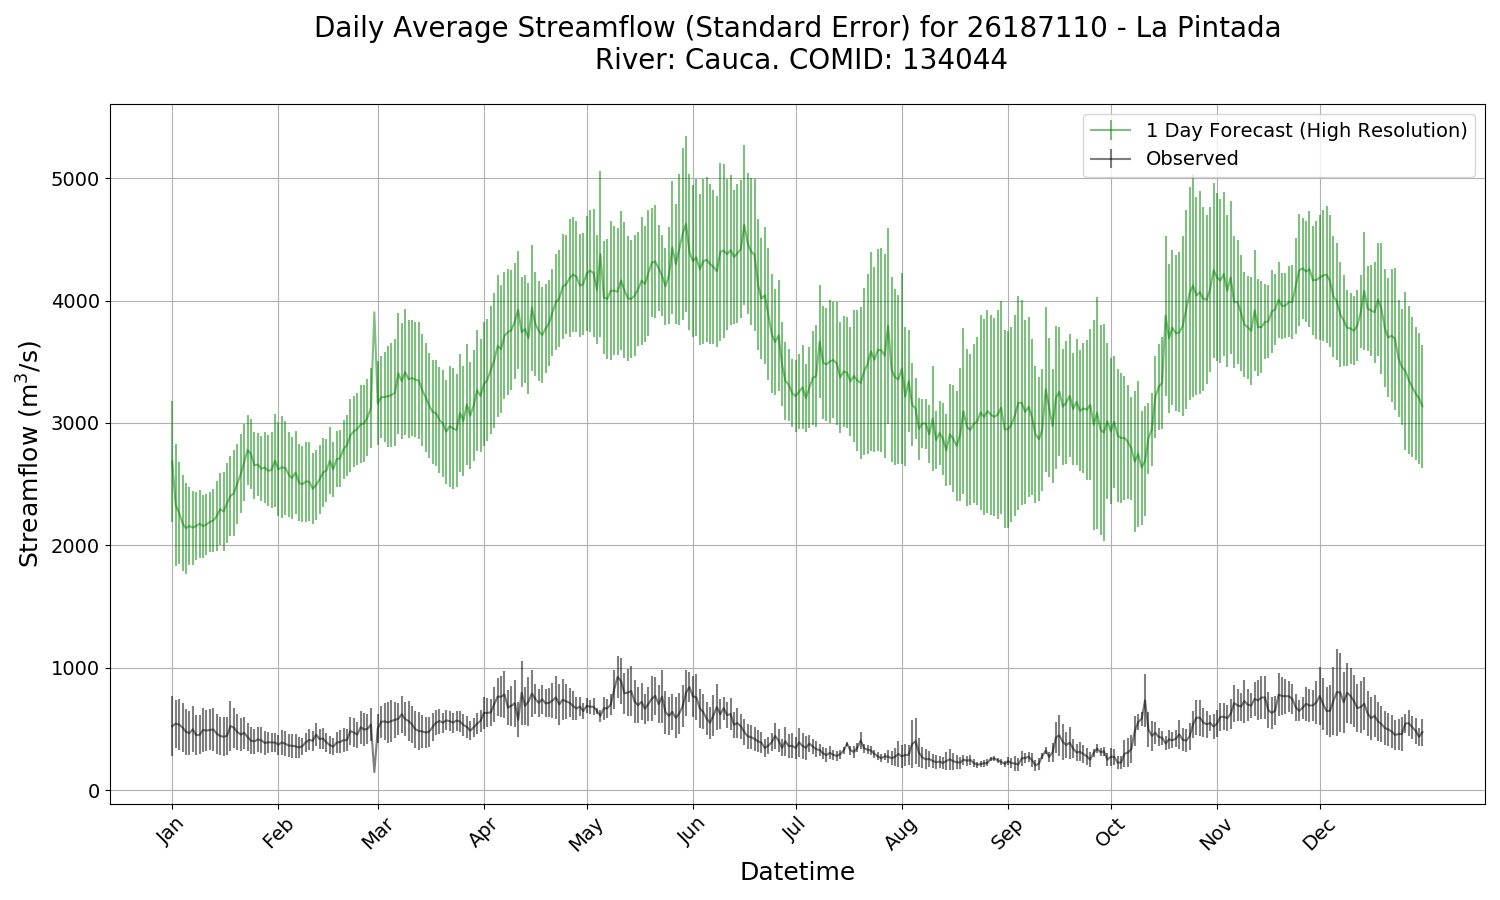 Daily Average Streamflow (Standard Error) for 26187110 - La Pintada
River: Cauca. COMID: 134044
1 Day Forecast (High Resolution)
Observed
Streamflow (m³/s)
5000
4000
3000
2000
1000
0
Jan Feb Mar Apr May Jun Jul Aug Sep Oct Nov Dec
Datetime